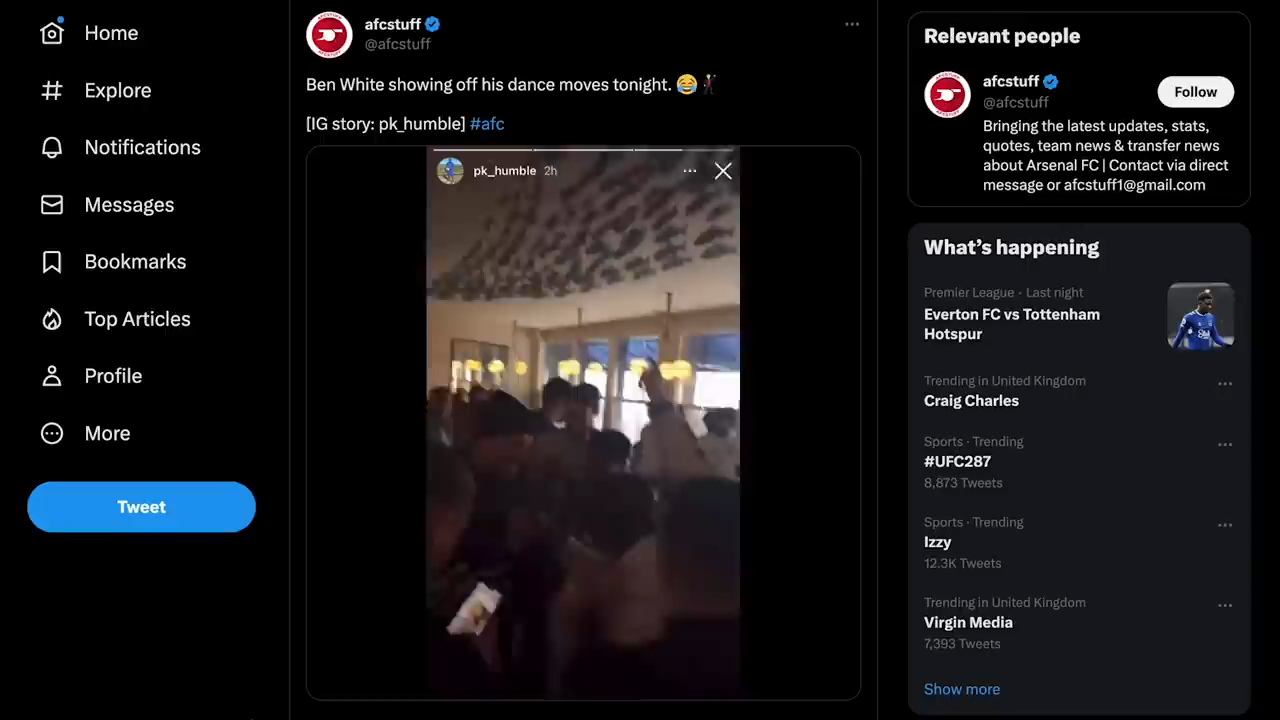 Home
Explore
Notifications
Messages
Bookmarks
Top Articles
Profile
More
Tweet
afcstuff
@afcstuff
Ben White showing off his dance moves tonight. 😂🕺🏿
[IG story: pk_humble] #afc
pk_humble 2h
Relevant people
afcstuff
@afcstuff
Follow
Bringing the latest updates, stats,
quotes, team news & transfer news
about Arsenal FC | Contact via direct
message or afcstuff1@gmail.com
What’s happening
Premier League · Last night
Everton FC vs Tottenham
Hotspur
Trending in United Kingdom
Craig Charles
Sports · Trending
#UFC287
8,873 Tweets
Sports · Trending
Izzy
12.3K Tweets
Trending in United Kingdom
Virgin Media
7,393 Tweets
Show more